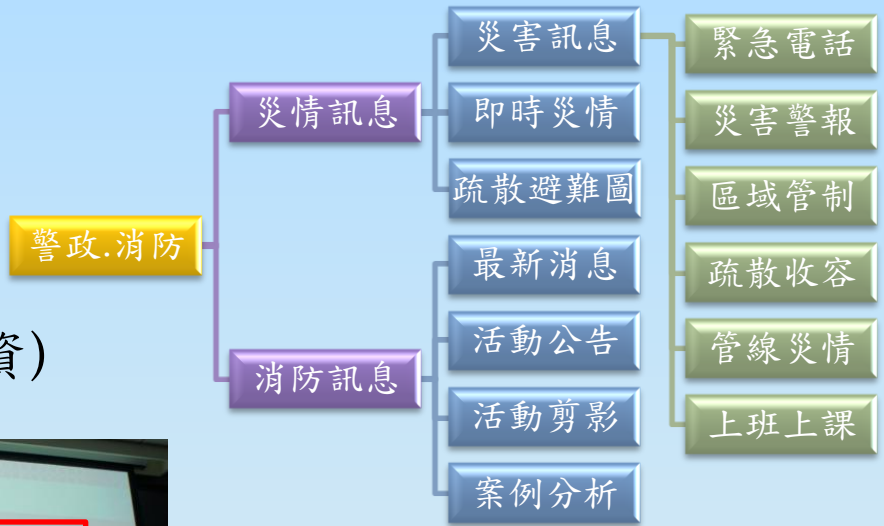 警政.消防
災情訊息
災害訊息
緊急電話
災害警報
區域管制
疏散收容
管線災情
上班上課
即時災情
疏散避難圖
消防訊息
最新消息
活動公告
活動剪影
案例分析
資)